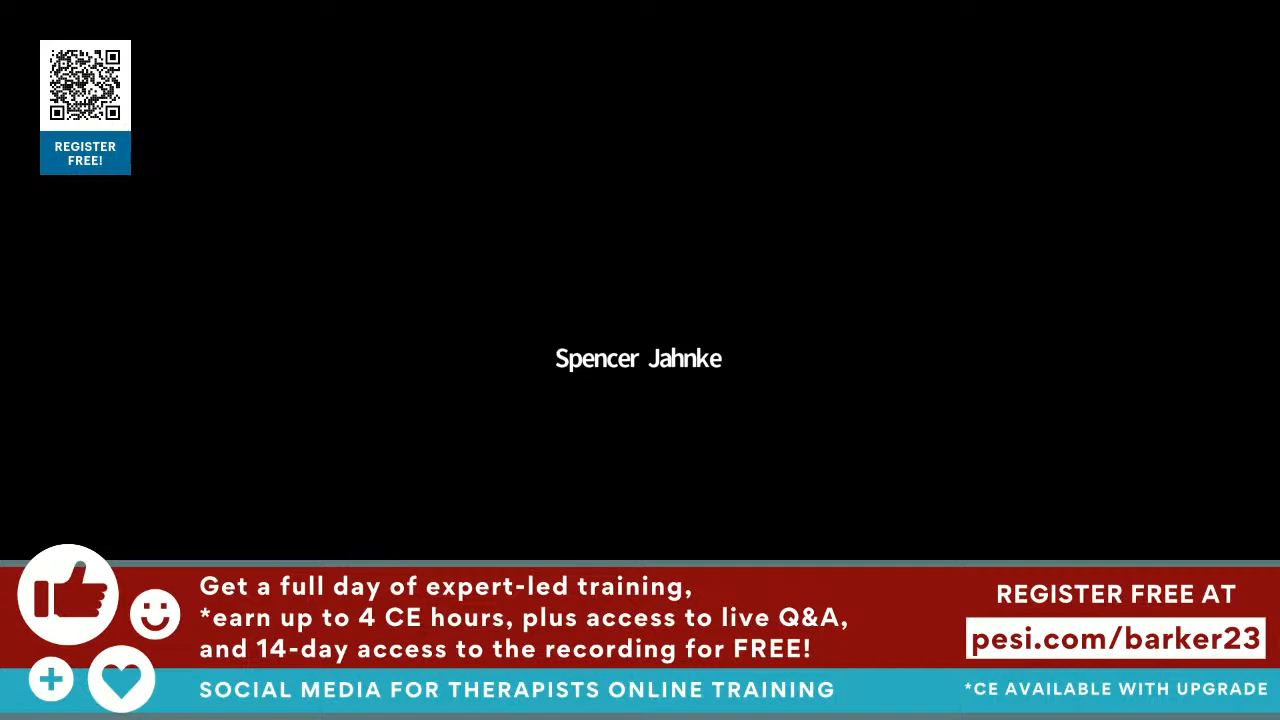 REGISTER
FREE!
Spencer Jahnke
Get a full day of expert-led training,
*earn up to 4 CE hours, plus access to live Q&A,
and 14-day access to the recording for FREE!
SOCIAL MEDIA FOR THERAPISTS ONLINE TRAINING
REGISTER FREE AT
pesi.com/barker23
*CE AVAILABLE WITH UPGRADE